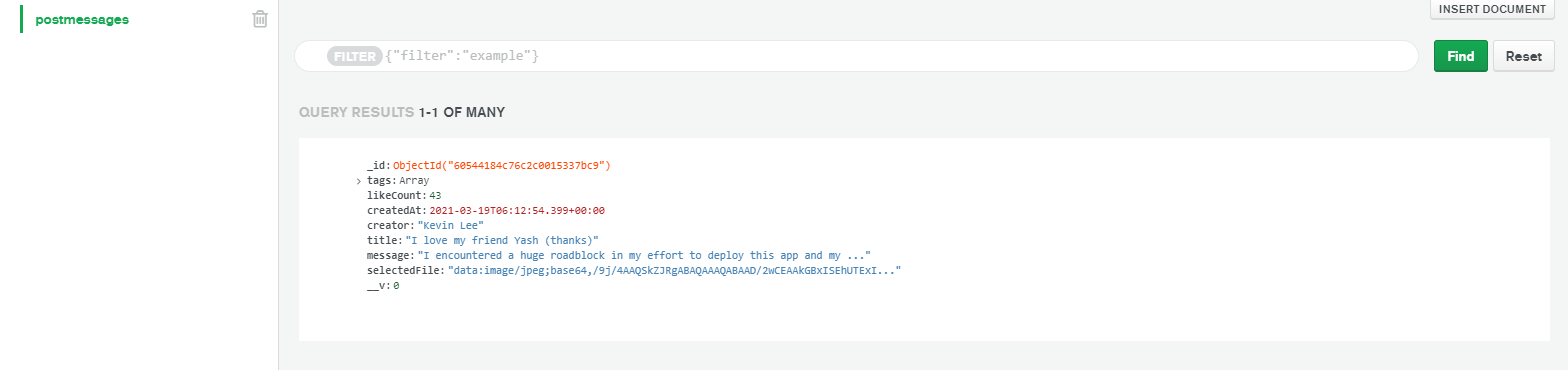 postmessages
INSERT DOCUMENT
FILTER {"filter":"example"}
Find
Reset
QUERY RESULTS 1-1 OF MANY
_id: ObjectId("60544184c76c2c0015337bc9")
> tags: Array
likeCount: 43
createdAt: 2021-03-19T06:12:54.399+00:00
creator: "Kevin Lee"
title: "I love my friend Yash (thanks)"
message: "I encountered a huge roadblock in my effort to deploy this app and my ..."
selectedFile: "data:image/jpeg;base64,/9j/4AAQSkZJRgABAQAAAQABAAD/2wCEAAkGBxISEhUTExI..."
__v: 0